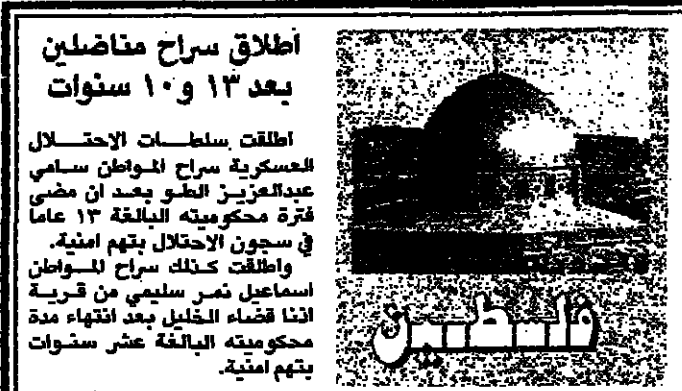 اطلاق سراح مناضلين
بعد ١٣ و ١٠ سنوات
اطلقت سلطات الاحتلال
العسكرية سراح المواطن سامي
عبدالعزيز الطو بعد ان مضى
فترة محكوميته البالغة ١٣ عاما
في سجون الاحتلال بتهم امنية.
واطلقت كذلك سراح المواطن
اسماعيل نمر سليمي من قرية
اذنا قضاء الخليل بعد انتهاء مدة
محكوميته البالغة عشر سنوات
بتهم امنية.
فلسطين